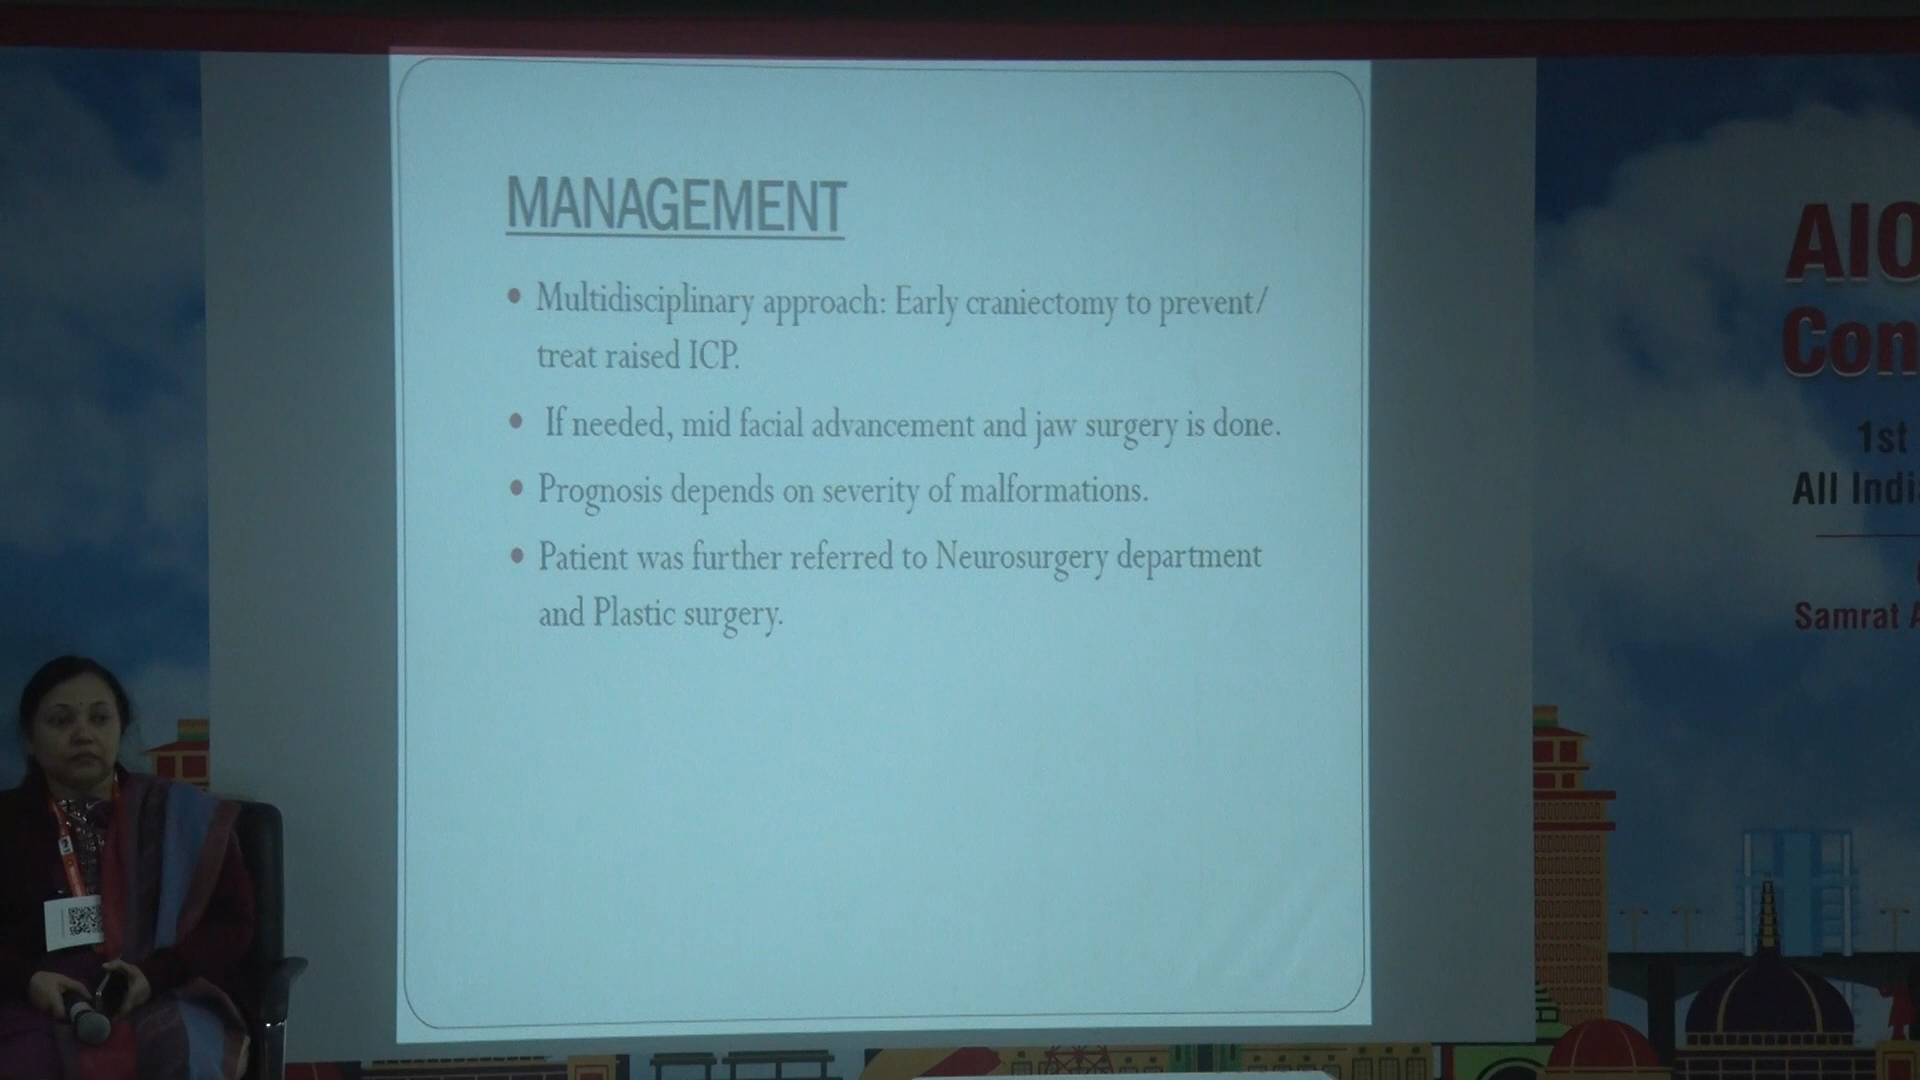 MANAGEMENT
• Multidisciplinary approach: Early craniectomy to prevent/
treat raised ICP.
• If needed, mid facial advancement and jaw surgery is done.
• Prognosis depends on severity of malformations.
• Patient was further referred to Neurosurgery department
and Plastic surgery.
AIO
Con
1st
All Indi
Samrat A